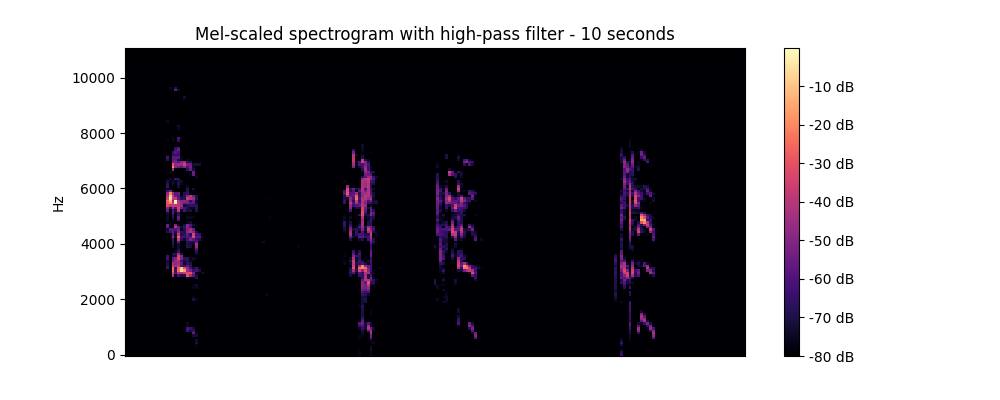 Mel-scaled spectrogram with high-pass filter - 10 seconds
10000
8000
6000
4000
2000
0
Hz
-10 dB
-20 dB
-30 dB
-40 dB
-50 dB
-60 dB
-70 dB
-80 dB